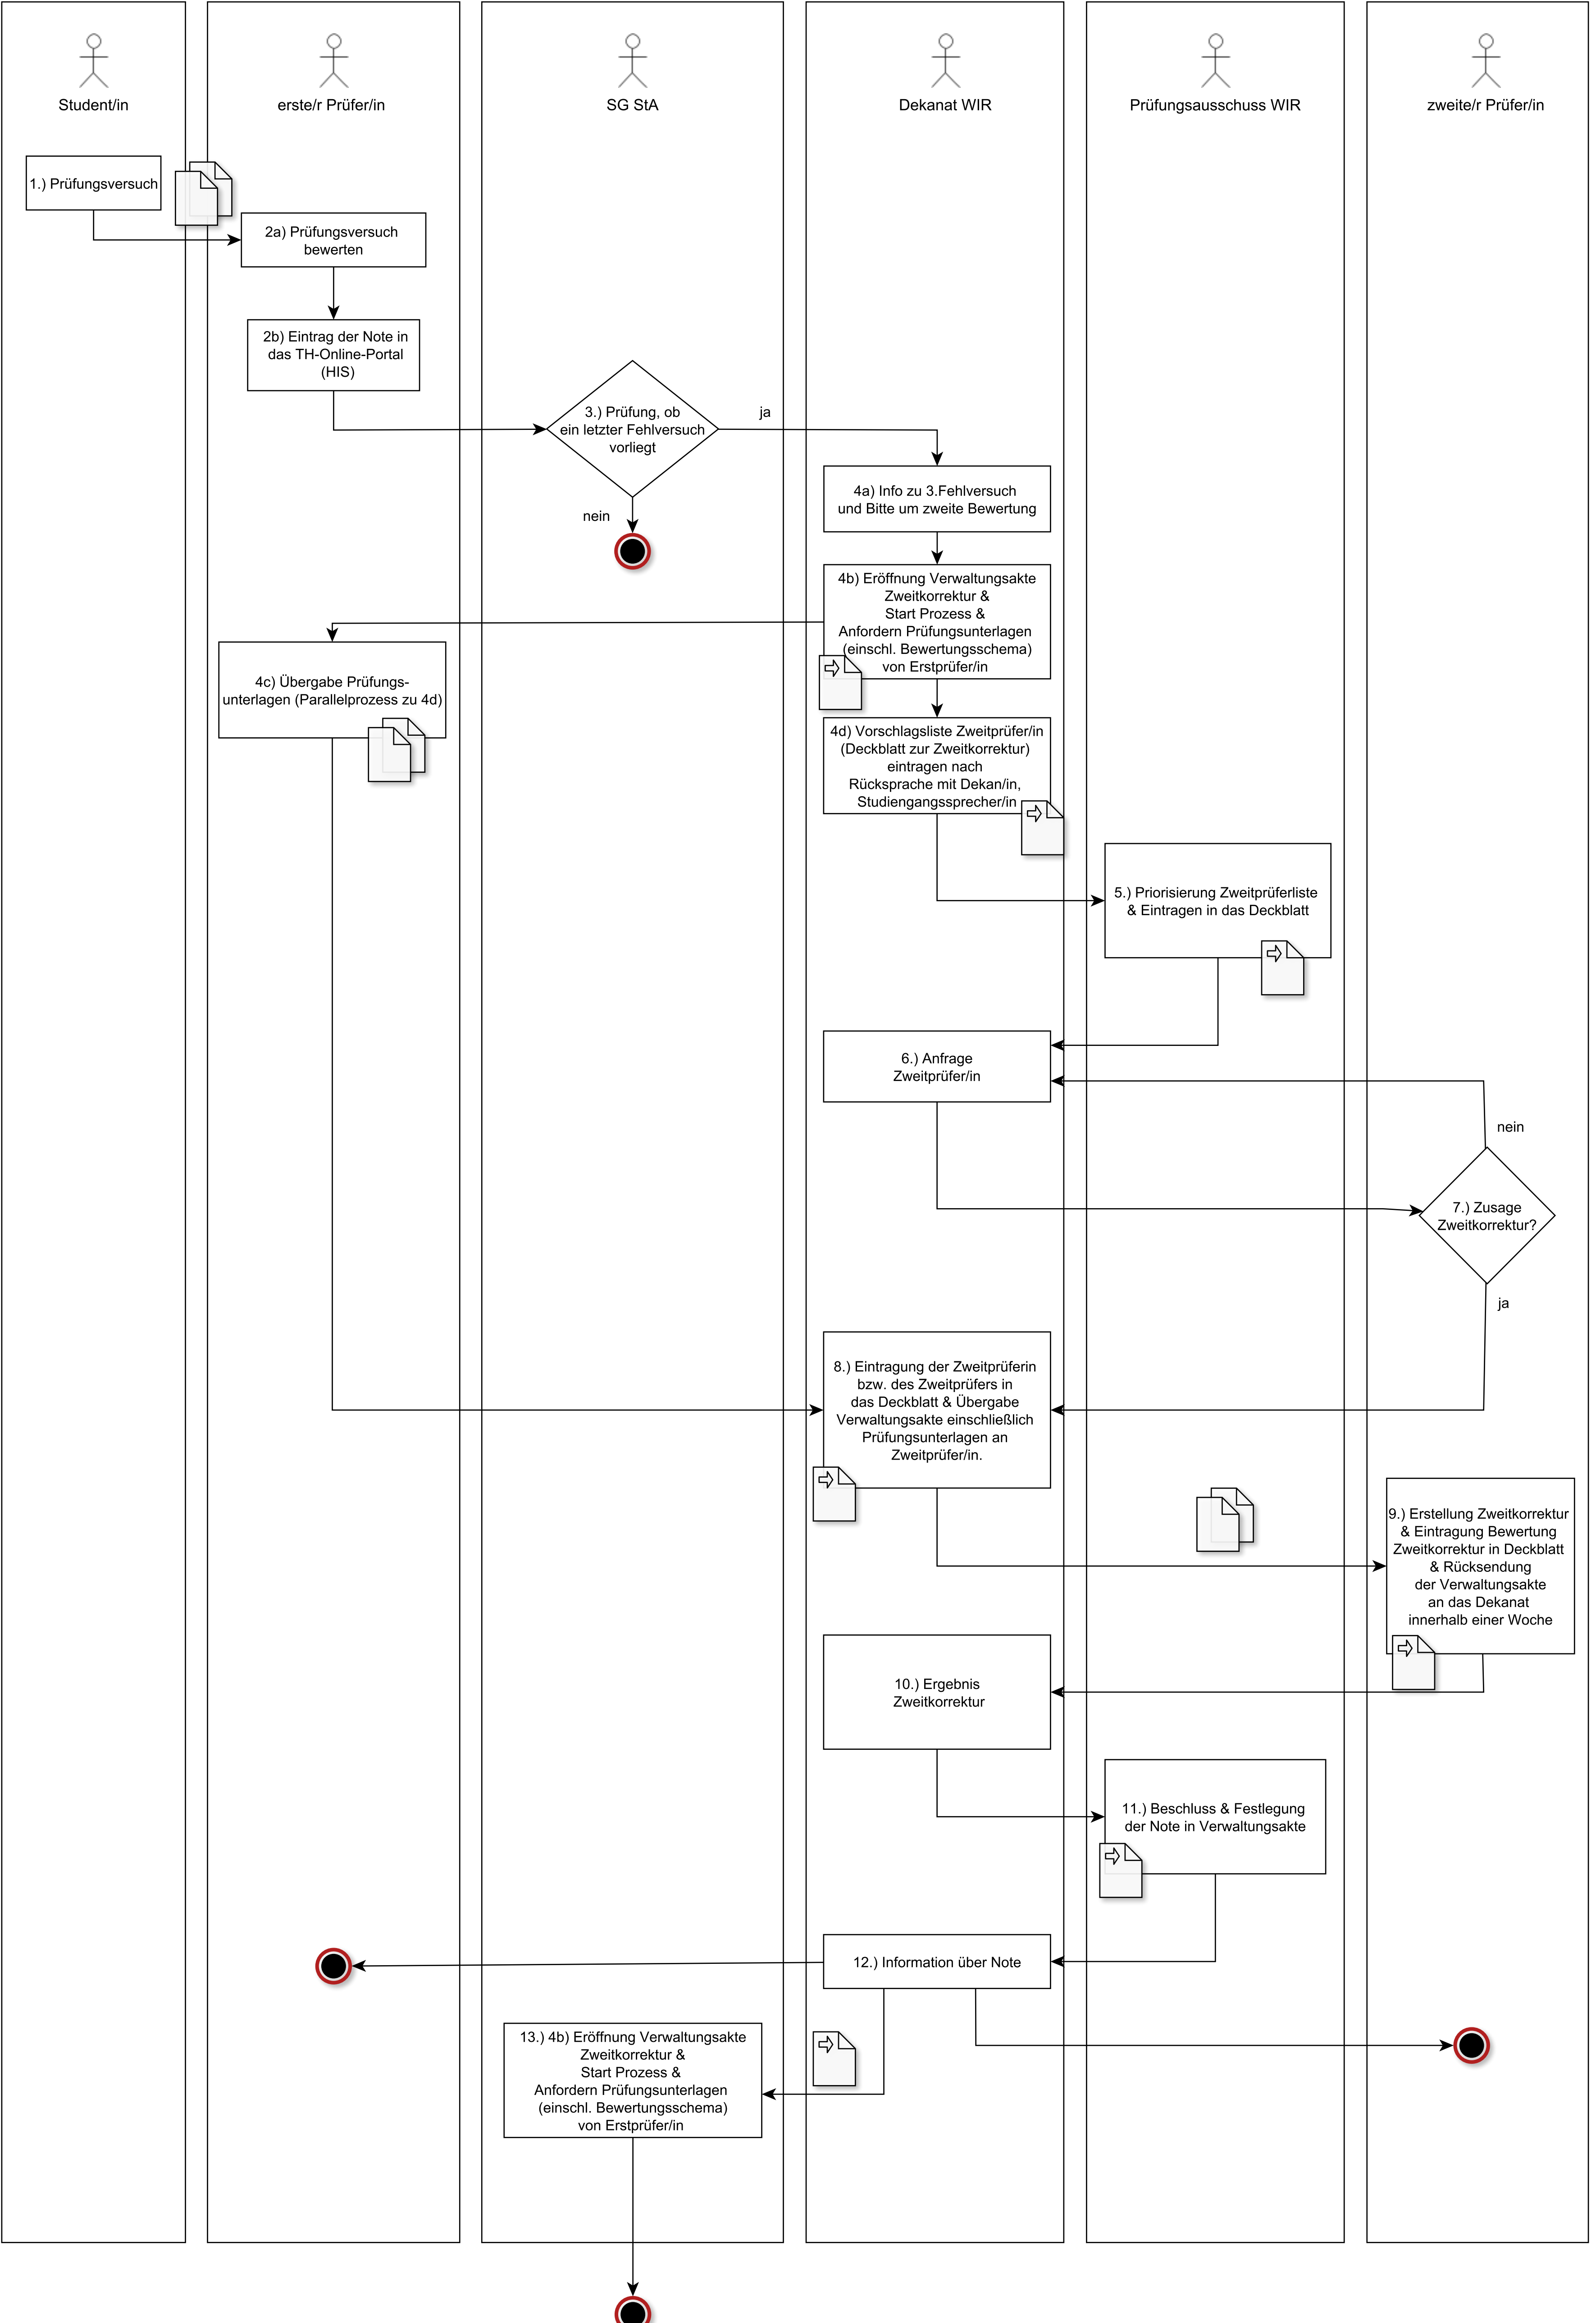 Student/in
erste/r Prüfer/in
SG StA
Dekanat WIR
Prüfungsausschuss WIR
zweite/r Prüfer/in
1.) Prüfungsversuch
2a) Prüfungsversuch
bewerten
2b) Eintrag der Note in
das TH-Online-Portal
(HIS)
3.) Prüfung, ob
ein letzter Fehlversuch
vorliegt
ja
nein
4a) Info zu 3.Fehlversuch
und Bitte um zweite Bewertung
4b) Eröffnung Verwaltungsakte
Zweitkorrektur &
Start Prozess &
Anfordern Prüfungsunterlagen
(einschl. Bewertungsschema)
von Erstprüfer/in
4c) Übergabe Prüfungs-
unterlagen (Parallelprozess zu 4d)
4d) Vorschlagsliste Zweitprüfer/in
(Deckblatt zur Zweitkorrektur)
eintragen nach
Rücksprache mit Dekan/in,
Studiengangssprecher/in
5.) Priorisierung Zweitprüferliste
& Eintragen in das Deckblatt
6.) Anfrage
Zweitprüfer/in
nein
7.) Zusage
Zweitkorrektur?
ja
8.) Eintragung der Zweitprüferin
bzw. des Zweitprüfers in
das Deckblatt & Übergabe
Verwaltungsakte einschließlich
Prüfungsunterlagen an
Zweitprüfer/in.
9.) Erstellung Zweitkorrektur
& Eintragung Bewertung
Zweitkorrektur in Deckblatt
& Rücksendung
der Verwaltungsakte
an das Dekanat
innerhalb einer Woche
10.) Ergebnis
Zweitkorrektur
11.) Beschluss & Festlegung
der Note in Verwaltungsakte
12.) Information über Note
13.) 4b) Eröffnung Verwaltungsakte
Zweitkorrektur &
Start Prozess &
Anfordern Prüfungsunterlagen
(einschl. Bewertungsschema)
von Erstprüfer/in